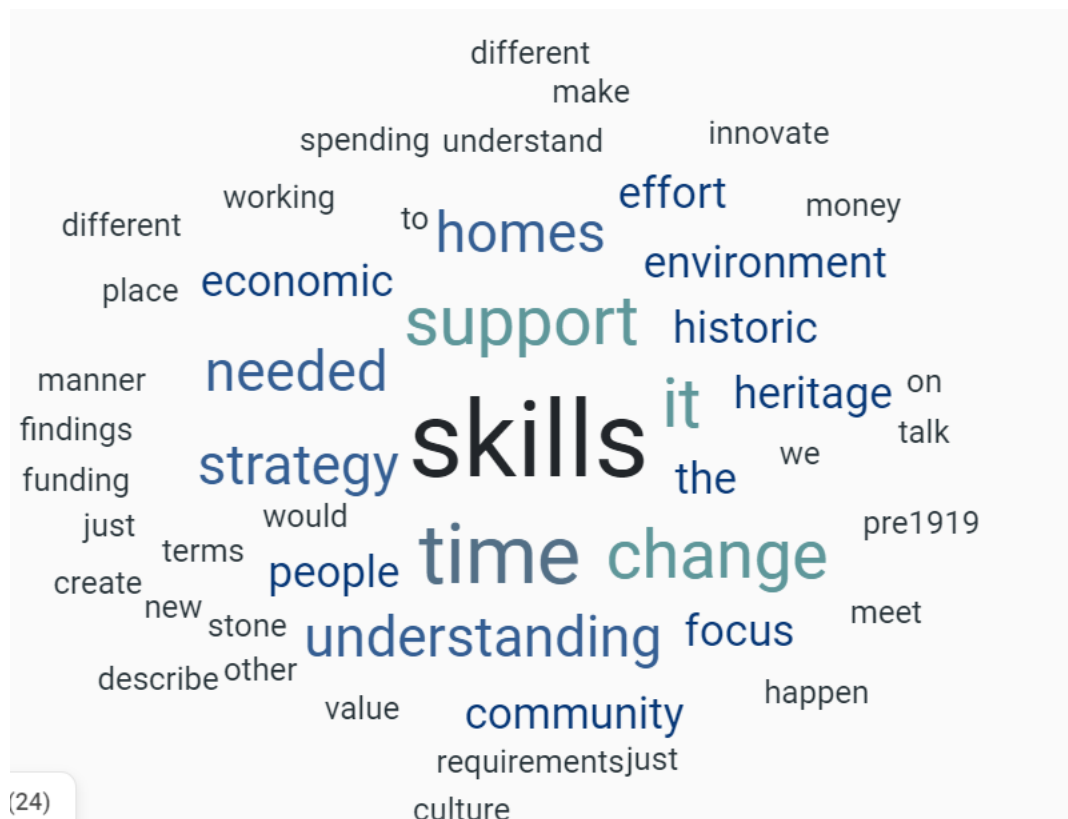 different
make
spending understand innovate
working effort
different to homes money
place economic environment
support historic
manner needed it heritage on
findings skills talk
funding strategy the we
just would pre1919
terms time change
create people
new stone understanding focus meet
describe other
value community happen
requirements just
(24) culture